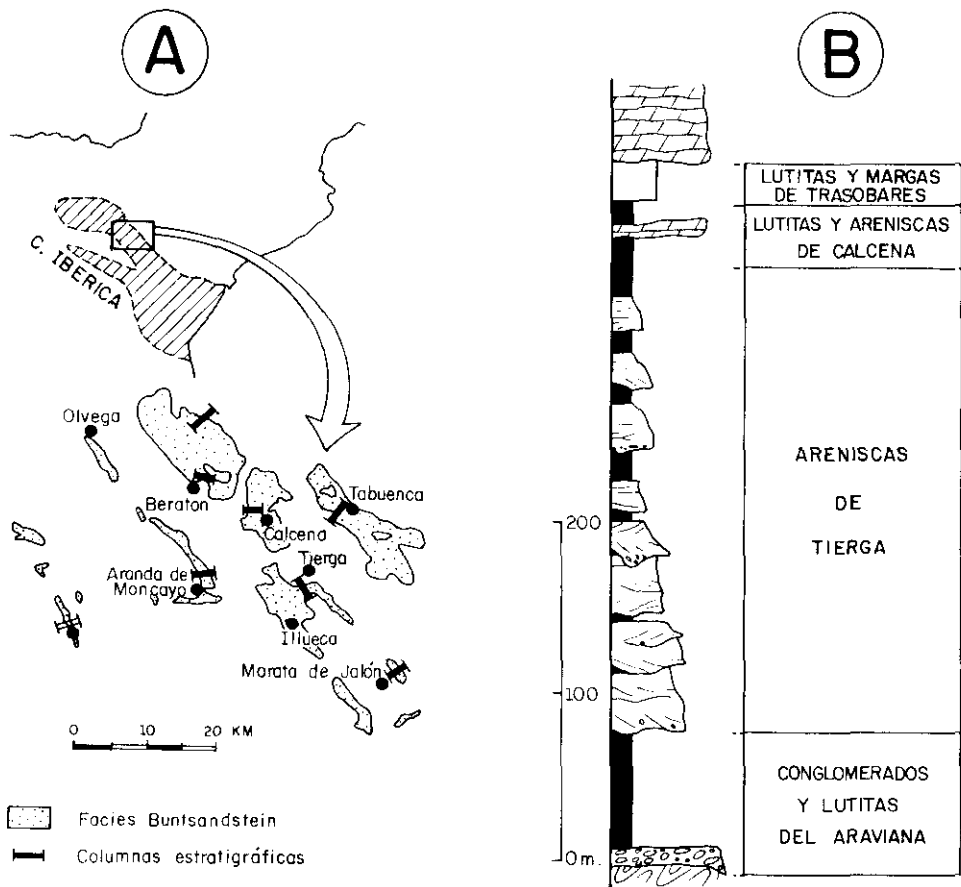 A
C. IBERICA
Olvega
Beraton
Calcena
Tabuenca
Tierga
Aranda de
Moncayo
Illueca
Morata de Jalón
0 10 20 KM
Facies Buntsandstein
Columnas estratigráficas
B
LUTITAS Y MARGAS
DE TRASOBARES
LUTITAS Y ARENISCAS
DE CALCENA
ARENISCAS
DE
TIERGA
CONGLOMERADOS
Y LUTITAS
DEL ARAVIANA
200
100
0 m.